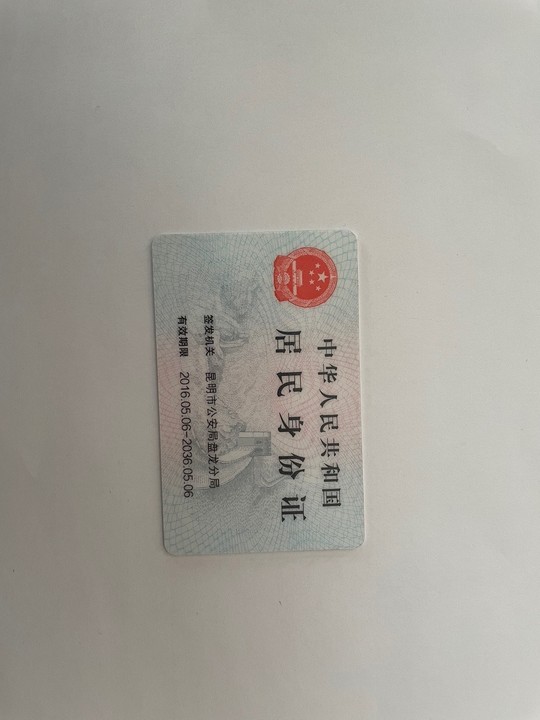 中华人民共和国
居民身份证
签发机关 昆明市公安局盘龙分局
有效期限 2016.05.06-2036.05.06